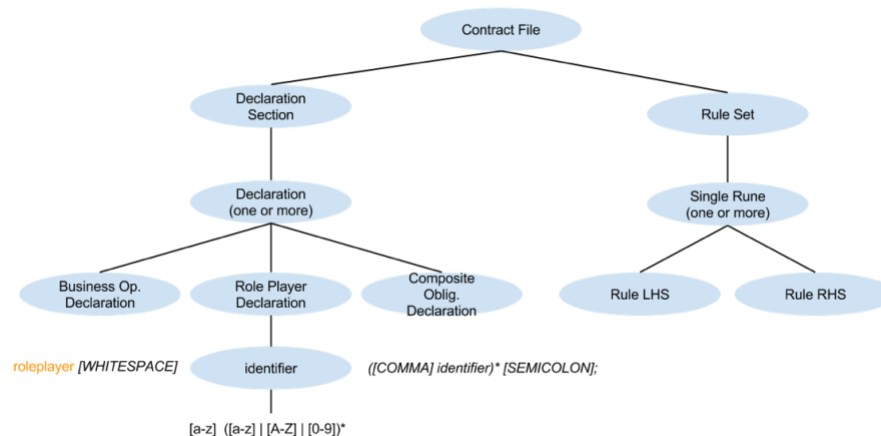 Contract File
Declaration
Section
Rule Set
Declaration
(one or more)
Single Rune
(one or more)
Business Op.
Declaration
Role Player
Declaration
Composite
Oblig.
Declaration
Rule LHS
Rule RHS
roleplayer [WHITESPACE]
identifier
([COMMA] identifier)* [SEMICOLON];
[a-z] ([a-z] | [A-Z] | [0-9])*